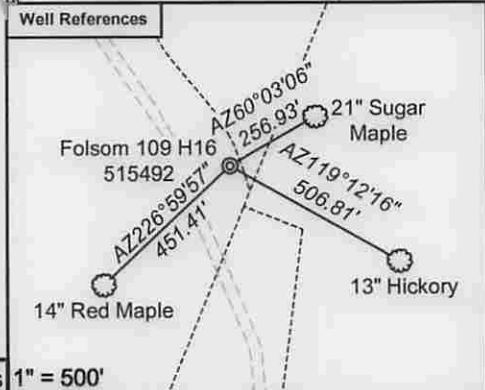 Well References
AZ60°03'06"
256.93'
21" Sugar
Maple
Folsom 109 H16
515492
AZ119°12'16"
506.81'
AZ226°59'57"
451.41'
13" Hickory
14" Red Maple
1" = 500'